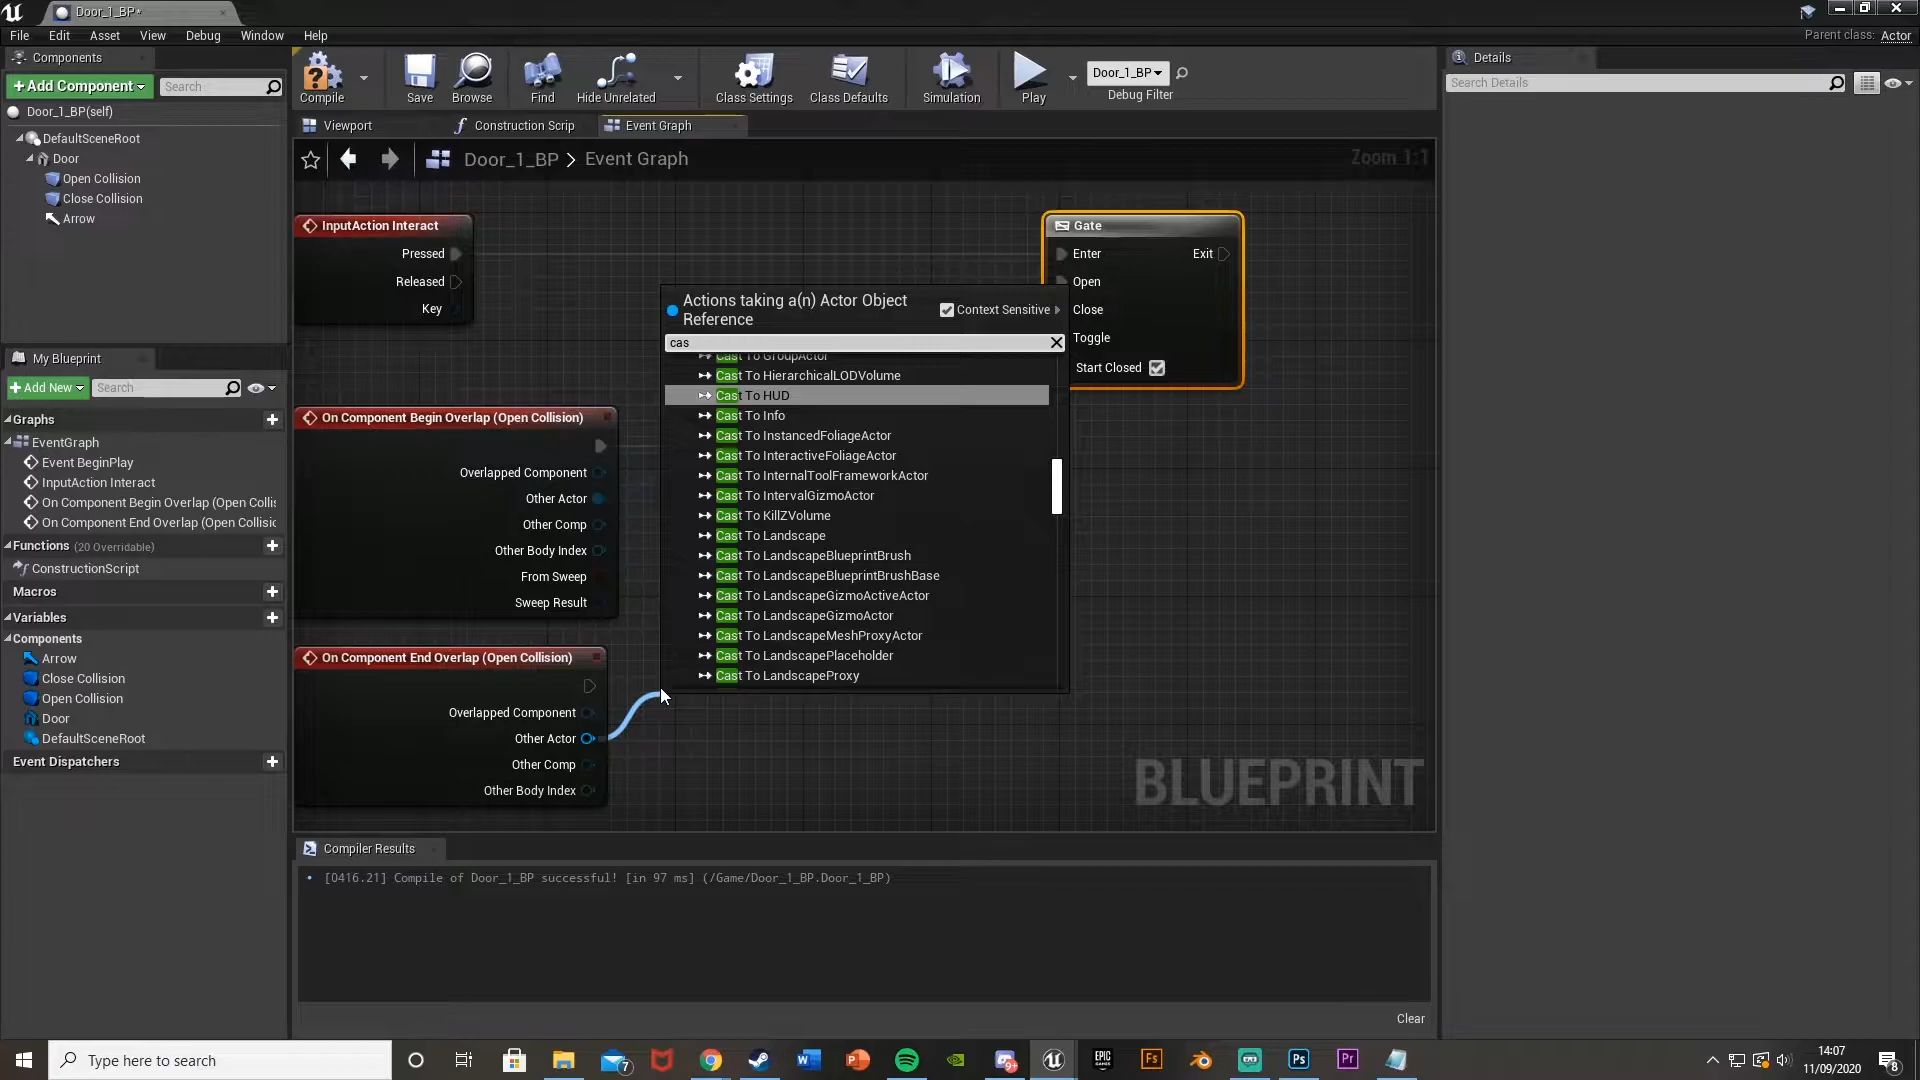 Door_1_BP*
File Edit Asset View Debug Window Help
Parent class: Actor
Components
+Add Component
Search
Door_1_BP(self)
DefaultSceneRoot
Door
Open Collision
Close Collision
Arrow
My Blueprint
+Add New
Search
Graphs
EventGraph
Event BeginPlay
InputAction Interact
On Component Begin Overlap (Open Collis
On Component End Overlap (Open Collisic
Functions (20 Overridable)
ConstructionScript
Macros
Variables
Components
Arrow
Close Collision
Open Collision
Door
DefaultSceneRoot
Event Dispatchers
Compile
Save
Browse
Find
Hide Unrelated
Class Settings
Class Defaults
Simulation
Play
Door_1_BP
Debug Filter
Viewport
Construction Scrip
Event Graph
Door_1_BP > Event Graph
Zoom 1:1
InputAction Interact
Pressed
Released
Key
Gate
Enter Exit
Open
Close
Toggle
Start Closed
On Component Begin Overlap (Open Collision)
Overlapped Component
Other Actor
Other Comp
Other Body Index
From Sweep
Sweep Result
On Component End Overlap (Open Collision)
Overlapped Component
Other Actor
Other Comp
Other Body Index
Actions taking a(n) Actor Object
Reference
Context Sensitive
cas
Cast To GroupActor
Cast To HierarchicalLODVolume
Cast To HUD
Cast To Info
Cast To InstancedFoliageActor
Cast To InteractiveFoliageActor
Cast To InternalToolFrameworkActor
Cast To IntervalGizmoActor
Cast To KillZVolume
Cast To Landscape
Cast To LandscapeBlueprintBrush
Cast To LandscapeBlueprintBrushBase
Cast To LandscapeGizmoActiveActor
Cast To LandscapeGizmoActor
Cast To LandscapeMeshProxyActor
Cast To LandscapePlaceholder
Cast To LandscapeProxy
BLUEPRINT
Compiler Results
[0416.21] Compile of Door_1_BP successful! [in 97 ms] (/Game/Door_1_BP.Door_1_BP)
Clear
Details
Search Details
Type here to search
7
9+
EPIC GAMES
Fs
Ps
Pr
14:07
11/09/2020
8